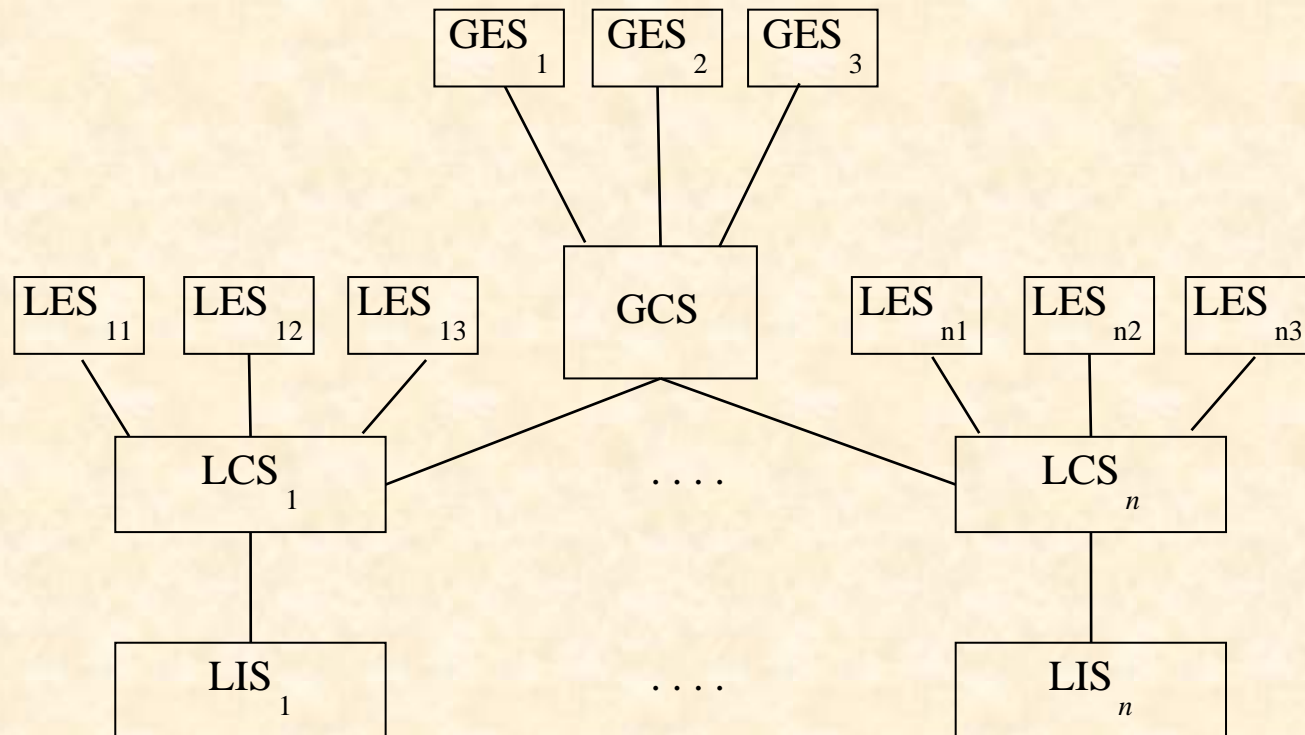 GES 1 GES 2 GES 3
LES 11 LES 12 LES 13 GCS LES n1 LES n2 LES n3
LCS 1 . . . . LCS n
LIS 1 . . . . LIS n